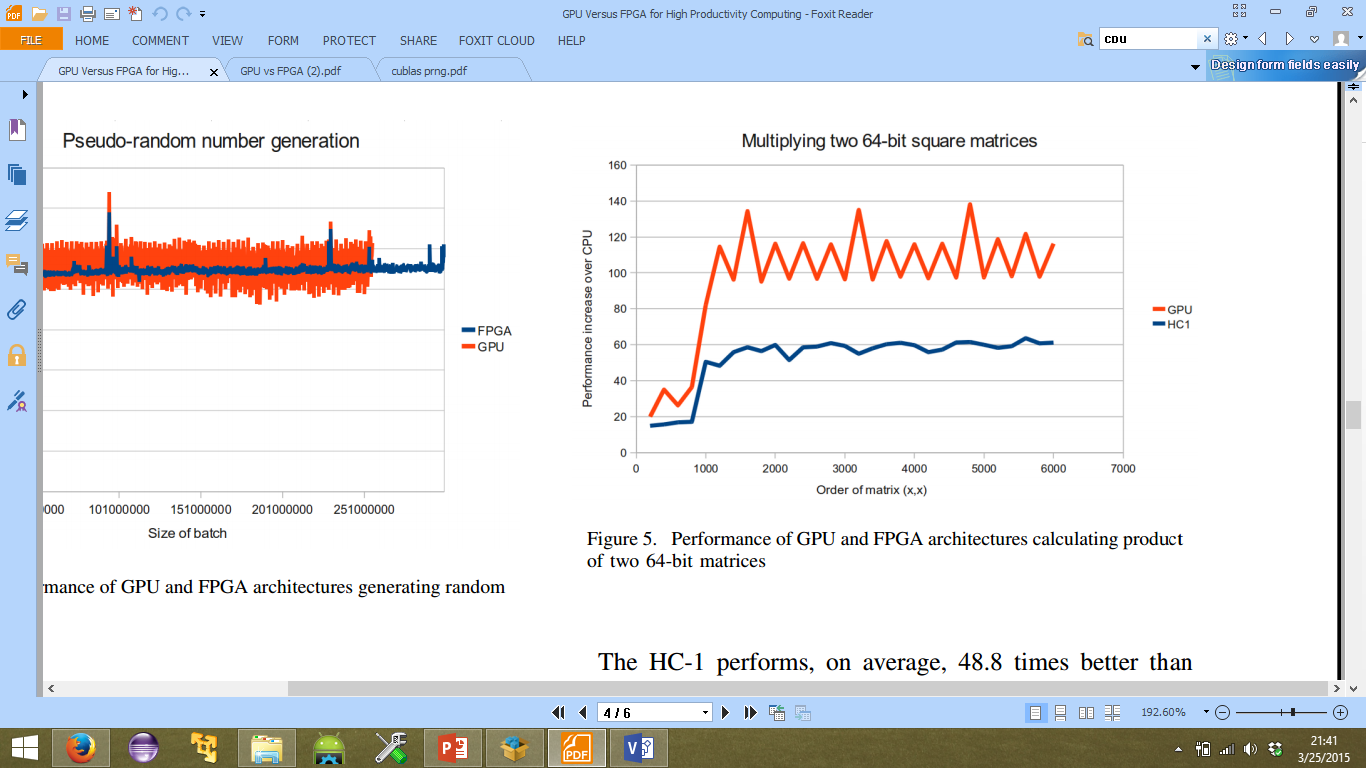 GPU Versus FPGA for High Productivity Computing - Foxit Reader
FILE
HOME
COMMENT
VIEW
FORM
PROTECT
SHARE
FOXIT CLOUD
HELP
CDU
GPU Versus FPGA for Hig...
GPU vs FPGA (2).pdf
cublas prng.pdf
Design form fields easily
Pseudo-random number generation
FPGA
GPU
000 101000000 151000000 201000000 251000000
Size of batch
rmance of GPU and FPGA architectures generating random
Multiplying two 64-bit square matrices
160
140
120
100
80
60
40
20
0
Performance increase over CPU
0 1000 2000 3000 4000 5000 6000 7000
Order of matrix (x,x)
GPU
HC1
Figure 5. Performance of GPU and FPGA architectures calculating product
of two 64-bit matrices
The HC-1 performs, on average, 48.8 times better than
4 / 6
192.60%
PDF
21:41
3/25/2015